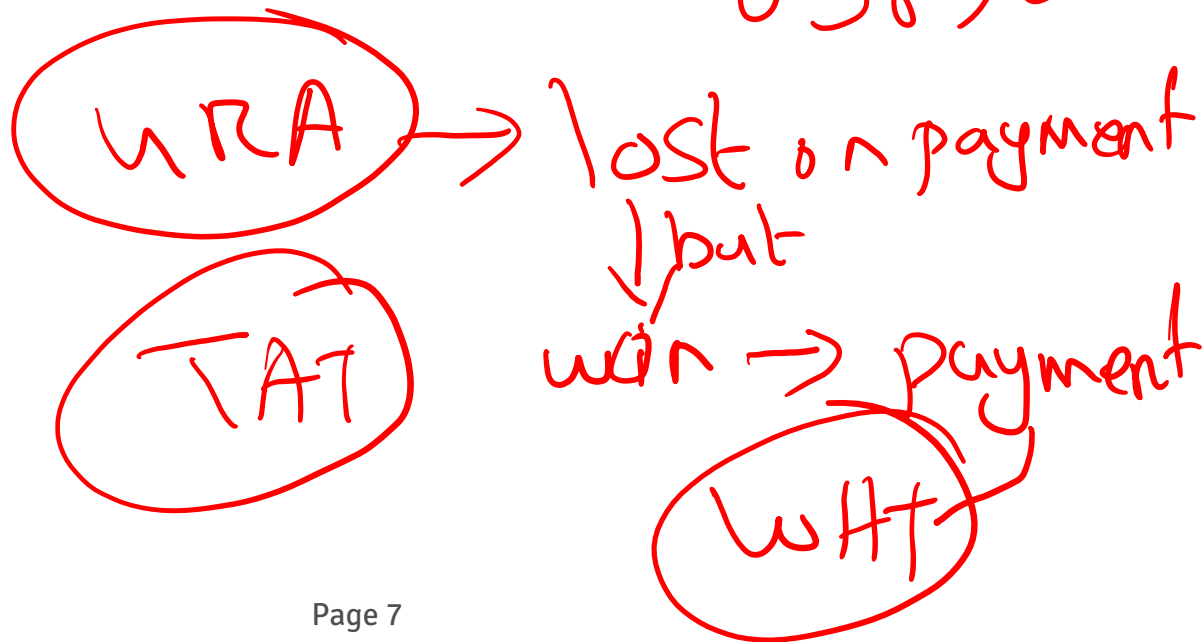 URA → lost on payment
but
TAT win → payment
WHT
Page 7